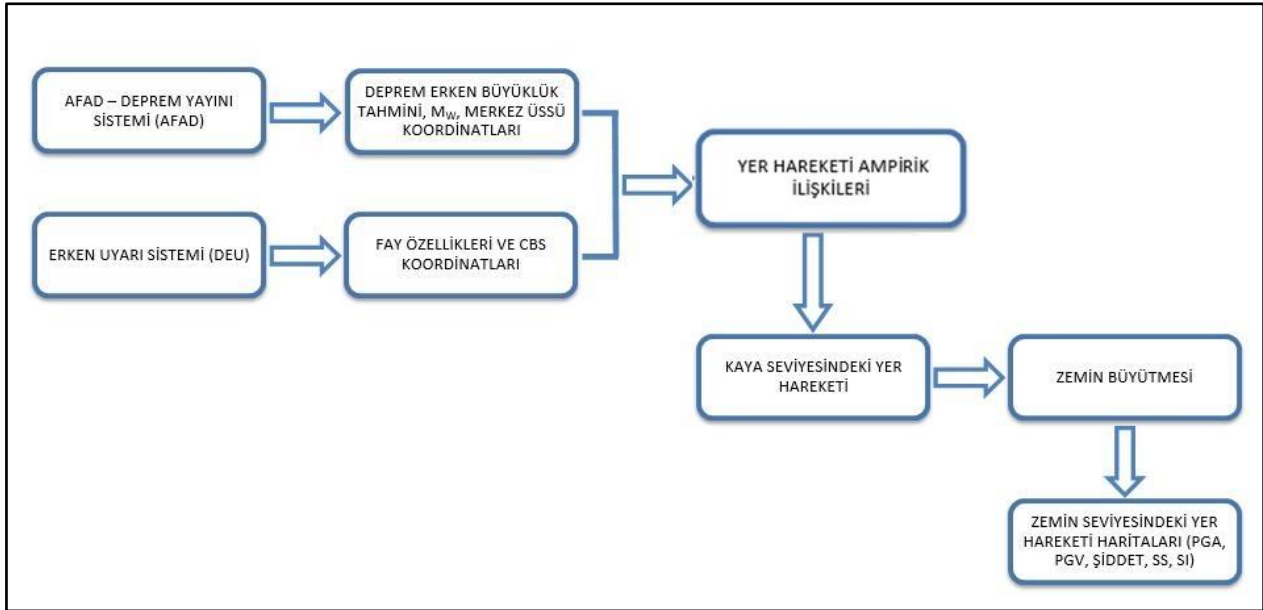 AFAD – DEPREM YAYINI
SİSTEMİ (AFAD)
DEPREM ERKEN BÜYÜKLÜK
TAHMİNİ, MW, MERKEZ ÜSSÜ
KOORDİNATLARI
ERKEN UYARI SİSTEMİ (DEU)
FAY ÖZELLİKLERİ VE CBS
KOORDİNATLARI
YER HAREKETİ AMPİRİK
İLİŞKİLERİ
KAYA SEVİYESİNDEKİ YER
HAREKETİ
ZEMİN BÜYÜTMESİ
ZEMİN SEVİYESİNDEKİ YER
HAREKETİ HARİTALARI (PGA,
PGV, ŞİDDET, SS, SI)